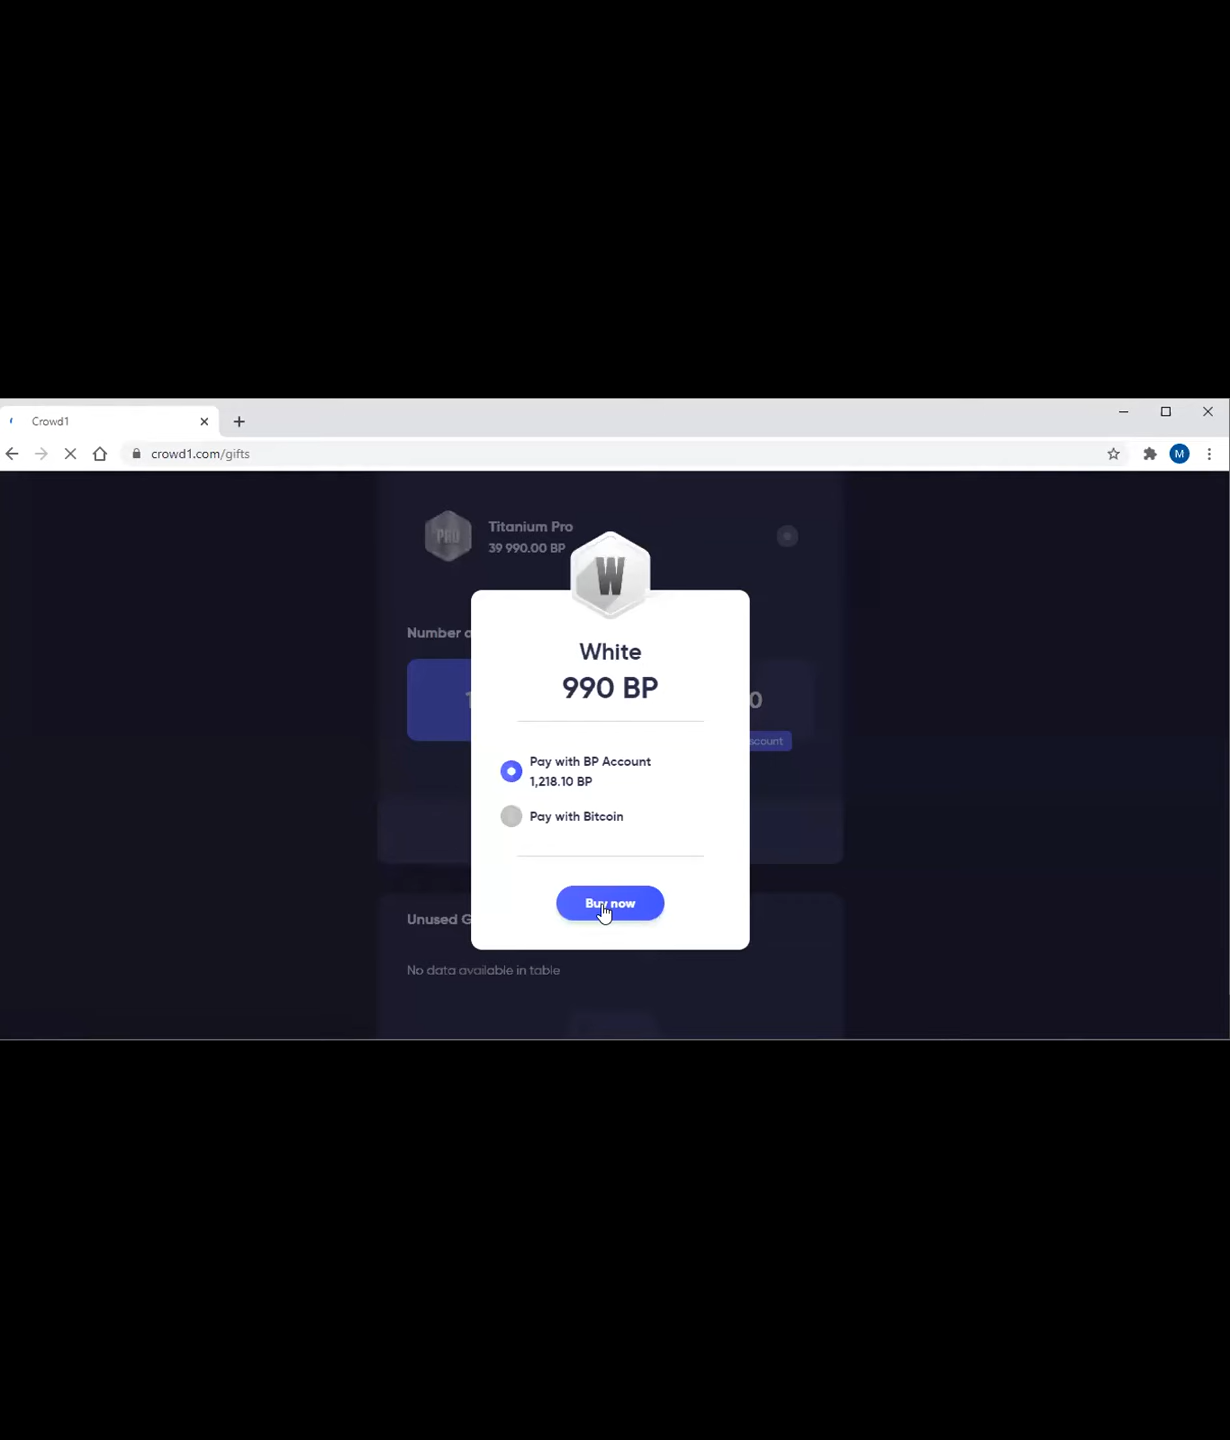 Crowd1
crowd1.com/gifts
M
PRO
Titanium Pro
39 990.00 BP
W
White
990 BP
Number
Pay with BP Account
1,218.10 BP
Pay with Bitcoin
Buy now
Unused
No data available in table